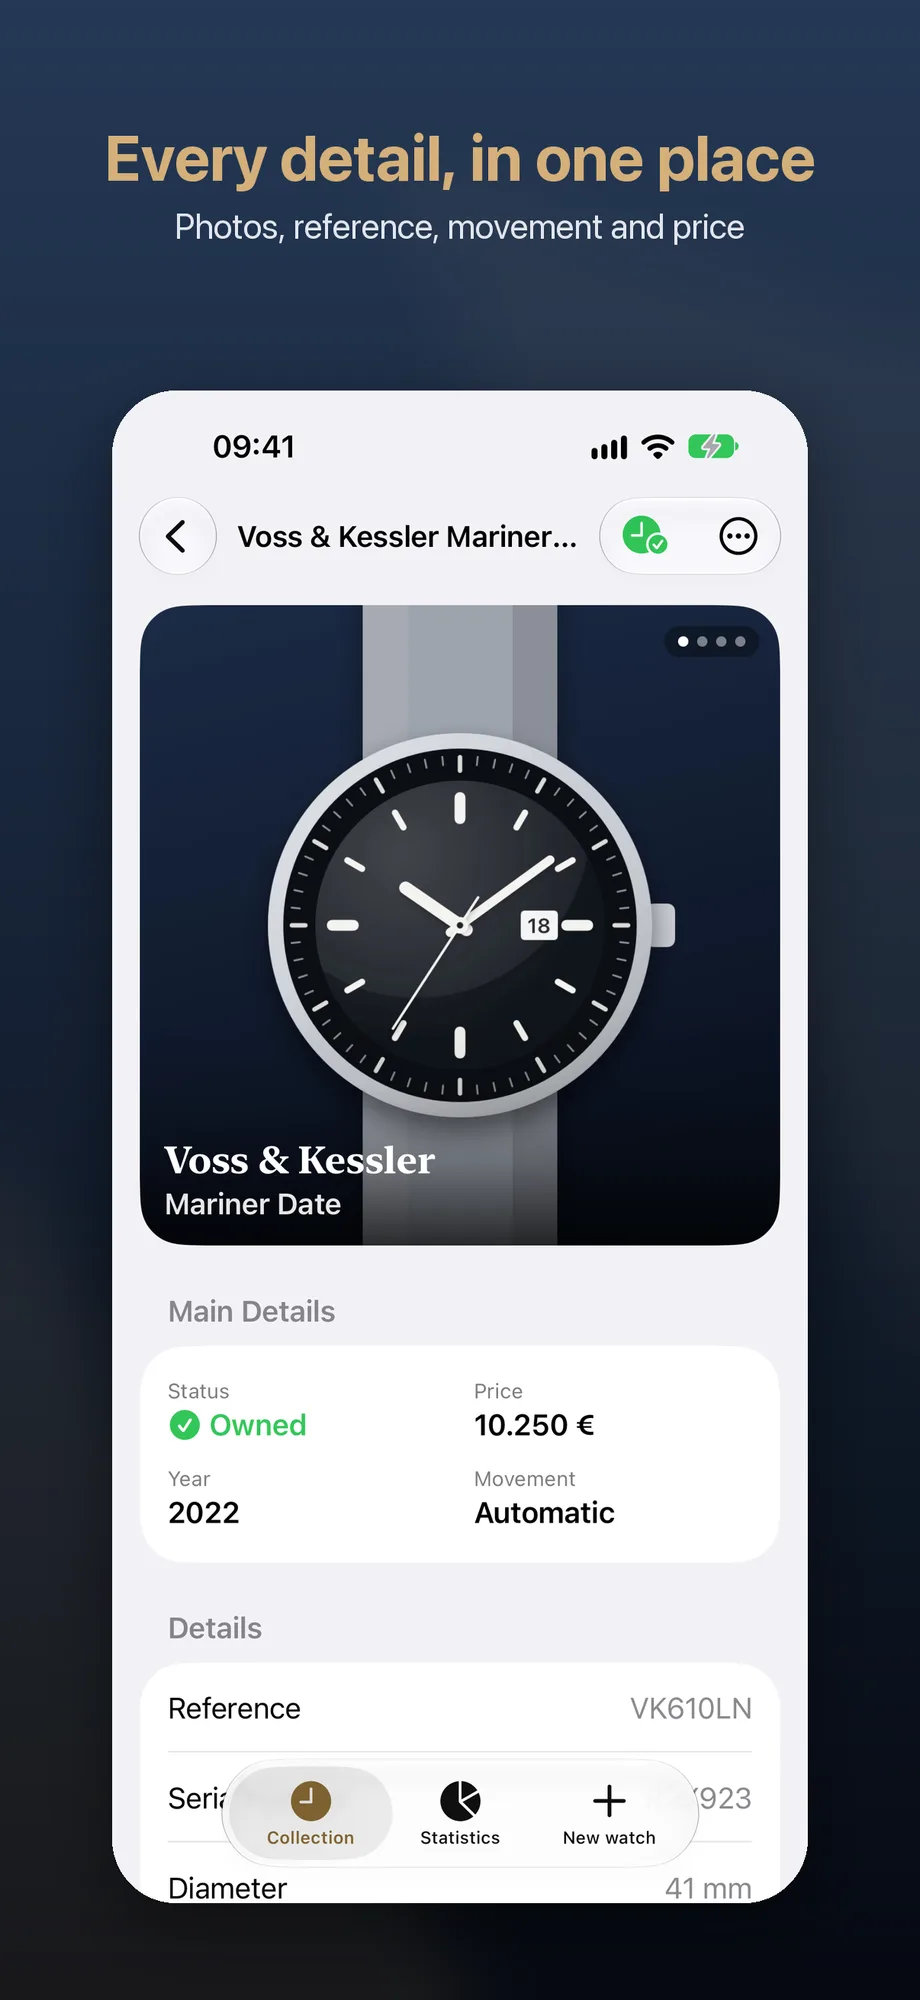 Every detail, in one place
Photos, reference, movement and price
09:41
Voss & Kessler Mariner...
18
Voss & Kessler
Mariner Date
Main Details
Status
Price
Owned
10.250 €
Year
Movement
2022
Automatic
Details
Reference
VK610LN
923
Collection
Statistics
New watch
Diameter
41 mm